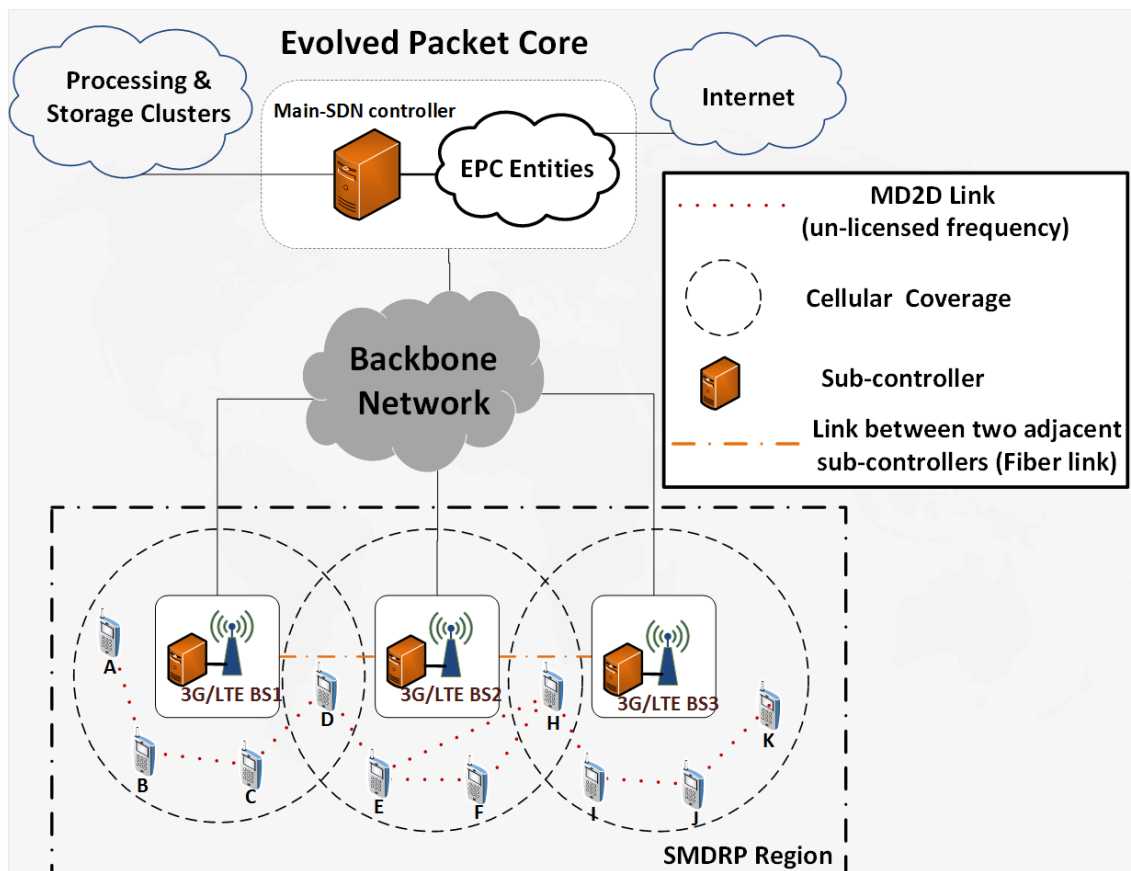 Evolved Packet Core
Processing &
Storage Clusters
Main-SDN controller
EPC Entities
Internet
MD2D Link
(un-licensed frequency)
Cellular Coverage
Sub-controller
Link between two adjacent
sub-controllers (Fiber link)
Backbone
Network
3G/LTE BS1
3G/LTE BS2
3G/LTE BS3
A
B
C
D
E
F
H
I
J
K
SMDRP Region